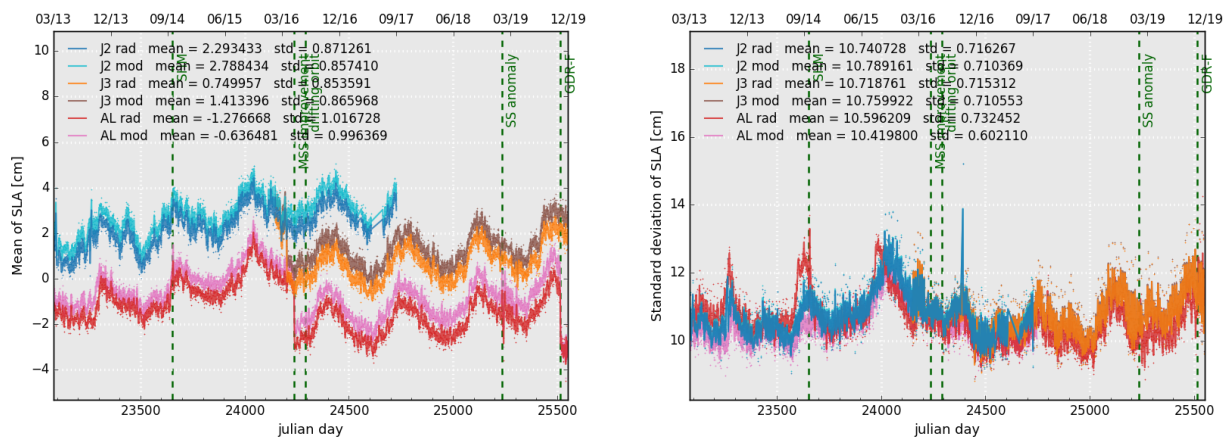 03/13 12/13 09/14 06/15 03/16 12/16 09/17 06/18 03/19 12/19
10
8
6
4
2
0
−2
−4
Mean of SLA [cm]
J2 rad mean = 2.293433 std = 0.871261
J2 mod mean = 2.788434 std = 0.857410
J3 rad mean = 0.749957 std = 0.853591
J3 mod mean = 1.413396 std = 0.865968
AL rad mean = -1.276668 std = 1.016728
AL mod mean = -0.636481 std = 0.996369
MSS improvement
drifting orbit
SS anomaly
GDR-F
23500 24000 24500 25000 25500
julian day
03/13 12/13 09/14 06/15 03/16 12/16 09/17 06/18 03/19 12/19
18
16
14
12
10
Standard deviation of SLA [cm]
J2 rad mean = 10.740728 std = 0.716267
J2 mod mean = 10.789161 std = 0.710369
J3 rad mean = 10.718761 std = 0.715312
J3 mod mean = 10.759922 std = 0.710553
AL rad mean = 10.596209 std = 0.732452
AL mod mean = 10.419800 std = 0.602110
MSS improvement
drifting orbit
SS anomaly
GDR-F
23500 24000 24500 25000 25500
julian day